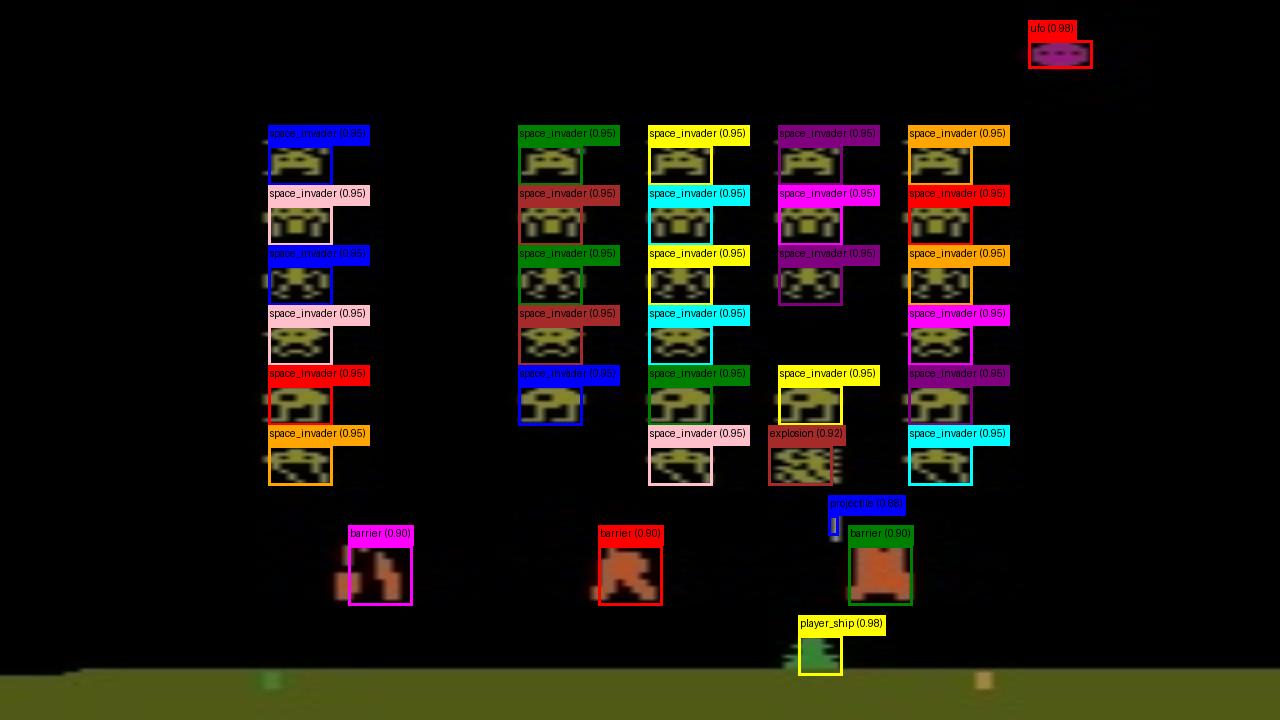 ufo (0.98)
space_invader (0.95) space_invader (0.95) space_invader (0.95) space_invader (0.95) space_invader (0.95)
space_invader (0.95) space_invader (0.95) space_invader (0.95) space_invader (0.95) space_invader (0.95)
space_invader (0.95) space_invader (0.95) space_invader (0.95) space_invader (0.95) space_invader (0.95)
space_invader (0.95) space_invader (0.95) space_invader (0.95) space_invader (0.95)
space_invader (0.95) space_invader (0.95) space_invader (0.95) space_invader (0.95) space_invader (0.95)
space_invader (0.95) space_invader (0.95) explosion (0.92) space_invader (0.95)
projectile (0.88)
barrier (0.90) barrier (0.90) barrier (0.90)
player_ship (0.98)